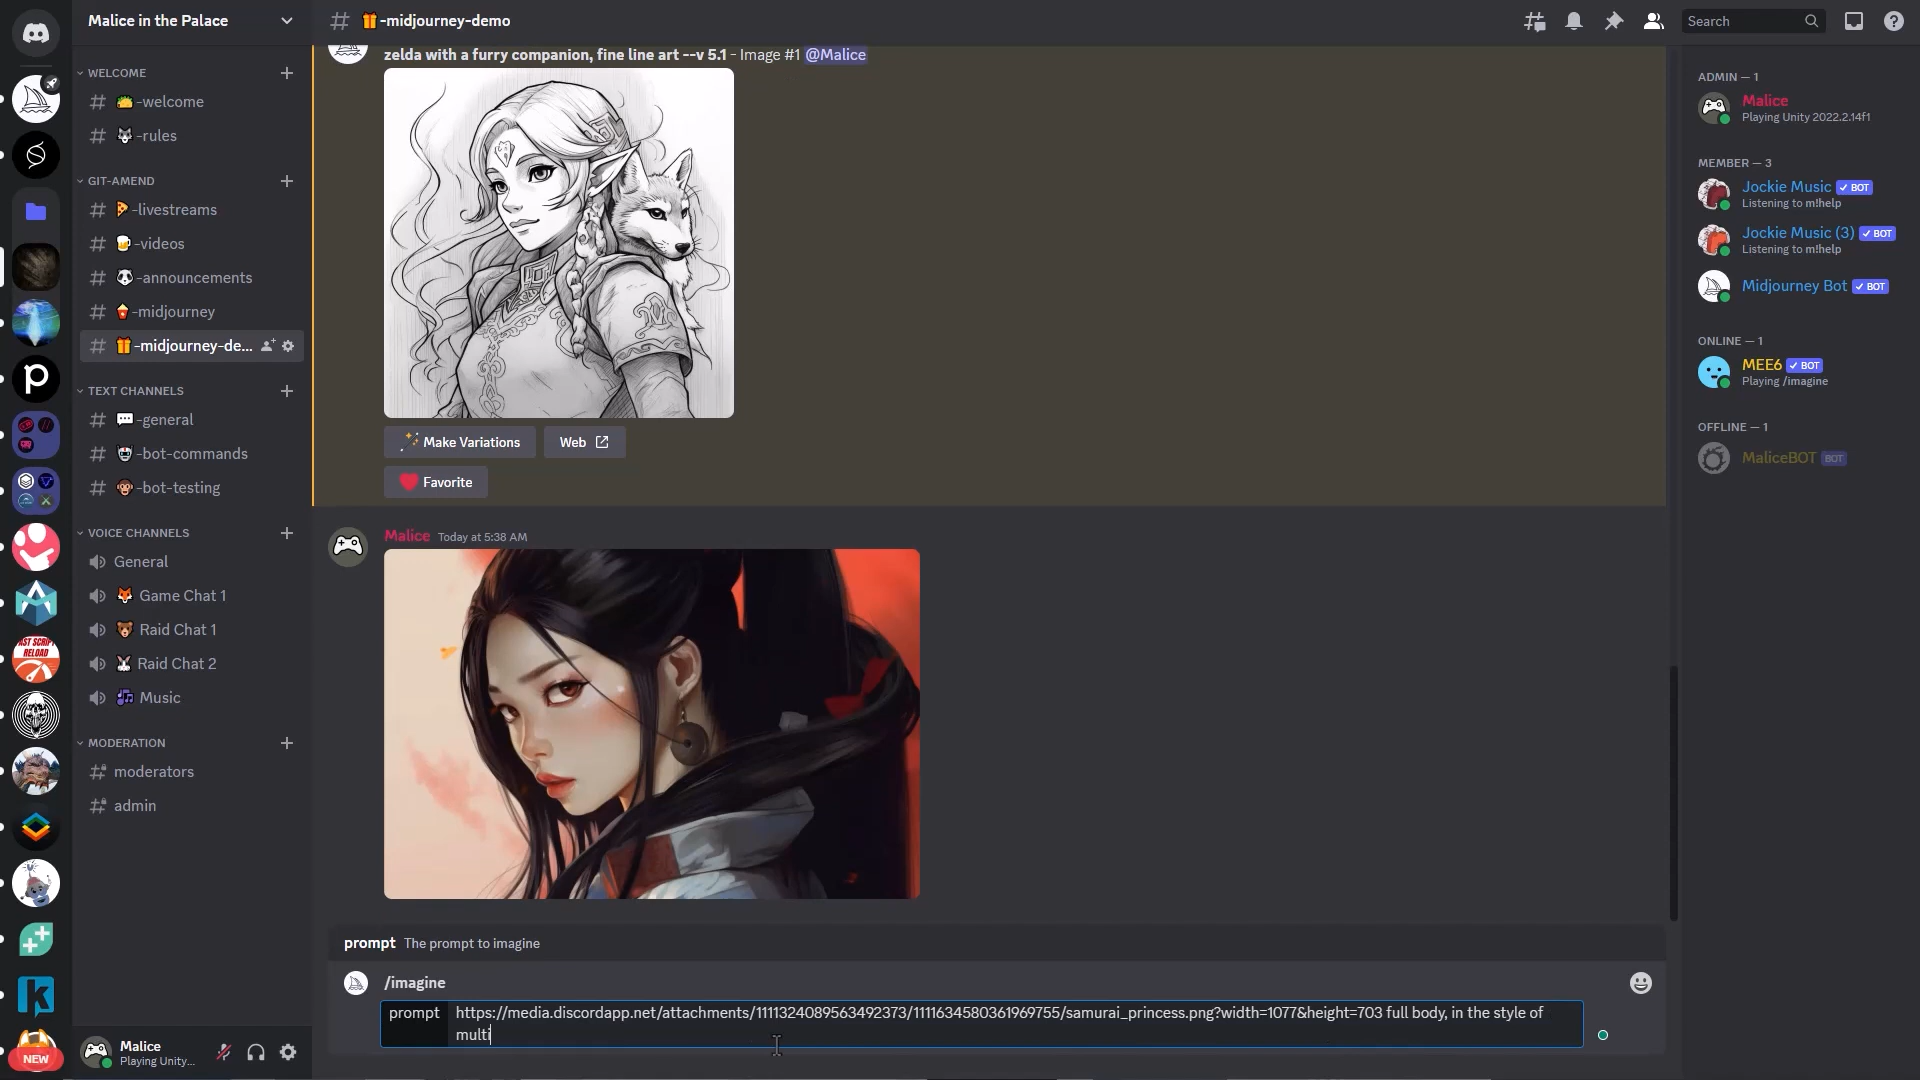 Malice in the Palace
-midjourney-demo
Search
WELCOME
-welcome
-rules
GIT-AMEND
-livestreams
-videos
-announcements
-midjourney
-midjourney-de...
TEXT CHANNELS
-general
-bot-commands
-bot-testing
VOICE CHANNELS
General
Game Chat 1
Raid Chat 1
Raid Chat 2
Music
MODERATION
moderators
admin
NEW
Malice
Playing Unity...
zelda with a furry companion, fine line art --v 5.1 - Image #1 @Malice
Make Variations
Web
Favorite
Malice Today at 5:38 AM
prompt The prompt to imagine
/imagine
prompt https://media.discordapp.net/attachments/1111324089563492373/1111634580361969755/samurai_princess.png?width=1077&height=703 full body, in the style of
multi
ADMIN — 1
Malice
Playing Unity 2022.2.14f1
MEMBER — 3
Jockie Music ✓ BOT
Listening to m!help
Jockie Music (3) ✓ BOT
Listening to m!help
Midjourney Bot ✓ BOT
ONLINE — 1
MEE6 ✓ BOT
Playing /imagine
OFFLINE — 1
MaliceBOT BOT